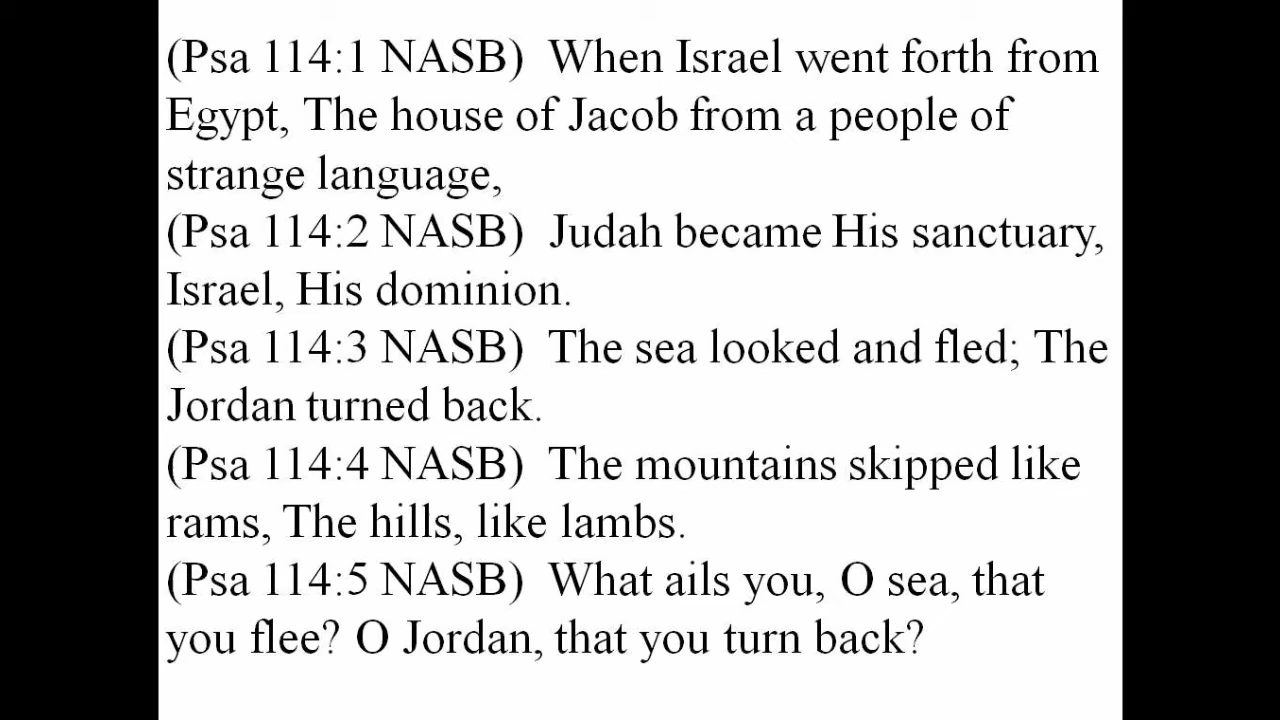 (Psa 114:1 NASB)  When Israel went forth from
Egypt, The house of Jacob from a people of
strange language,
(Psa 114:2 NASB)  Judah became His sanctuary,
Israel, His dominion.
(Psa 114:3 NASB)  The sea looked and fled; The
Jordan turned back.
(Psa 114:4 NASB)  The mountains skipped like
rams, The hills, like lambs.
(Psa 114:5 NASB)  What ails you, O sea, that
you flee? O Jordan, that you turn back?